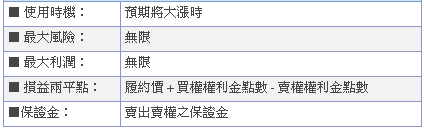 ■ 使用時機： 預期將大漲時
■ 最大風險： 無限
■ 最大利潤： 無限
■ 損益兩平點： 履約價 + 買權權利金點數 - 賣權權利金點數
■保證金： 賣出賣權之保證金